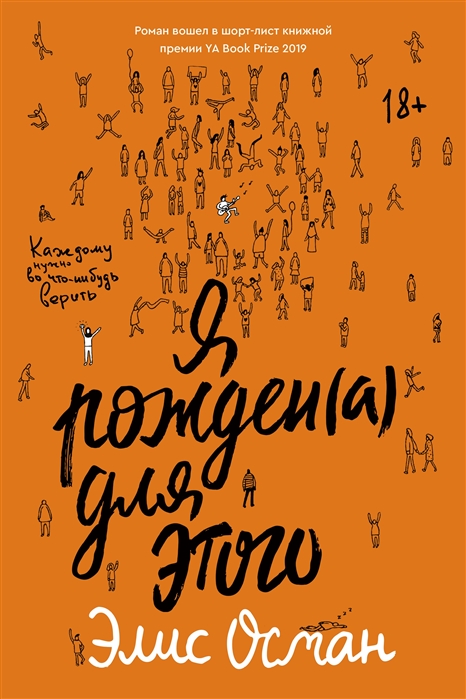 Роман вошел в шорт-лист книжной
премии YA Book Prize 2019
18+
Каждому
нужно
во что-нибудь
верить
Я
рожден(а)
для
этого
Элис Осман